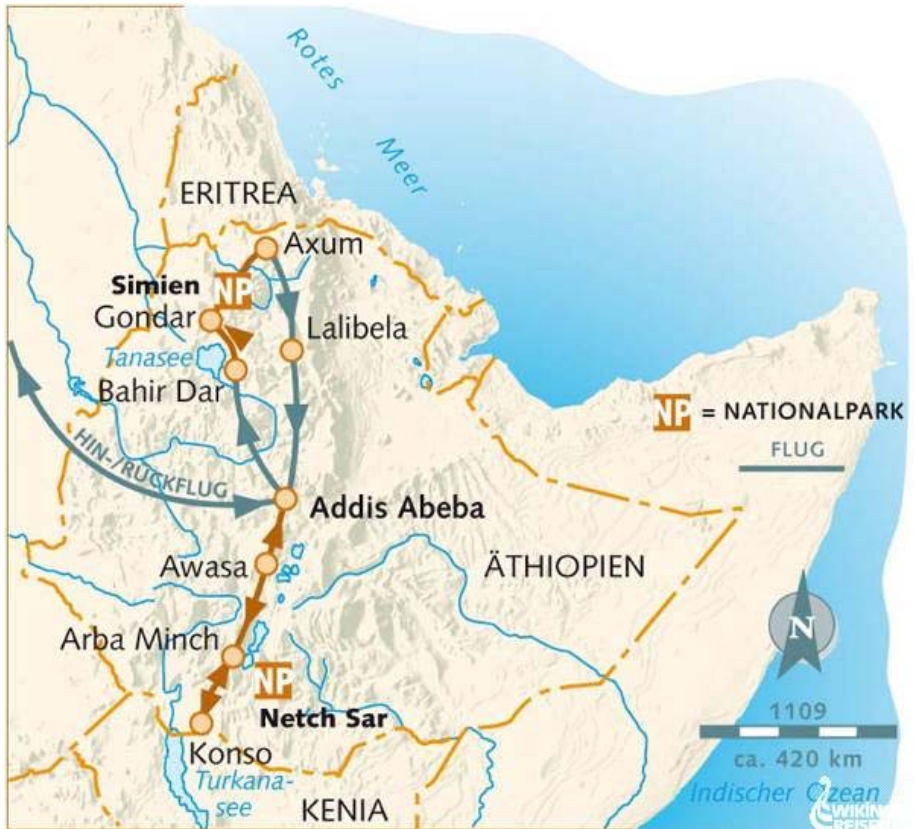 Rotes
Meer
ERITREA
Axum
Simien NP
Gondar
Lalibela
Tanasee
Bahir Dar
NP = NATIONALPARK
FLUG
HIN-/RÜCKFLUG
Addis Abeba
Awasa
ÄTHIOPIEN
Arba Minch
N
NP
Netch Sar
1109
Konso
ca. 420 km
Turkana-
see
Indischer Ozean
KENIA